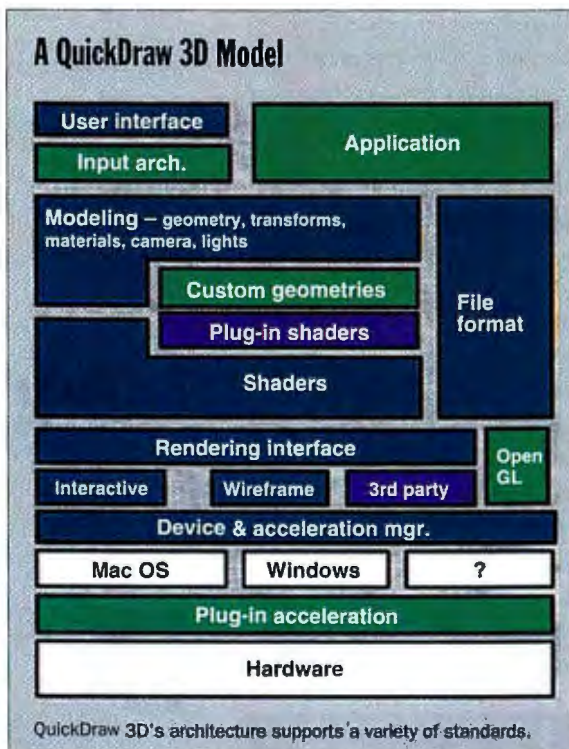 A QuickDraw 3D Model
User interface
Input arch.
Application
Modeling – geometry, transforms,
materials, camera, lights
Custom geometries
Plug-in shaders
Shaders
File
format
Rendering interface
Open
GL
Interactive
Wireframe
3rd party
Device & acceleration mgr.
Mac OS
Windows
?
Plug-in acceleration
Hardware
QuickDraw 3D's architecture supports a variety of standards.